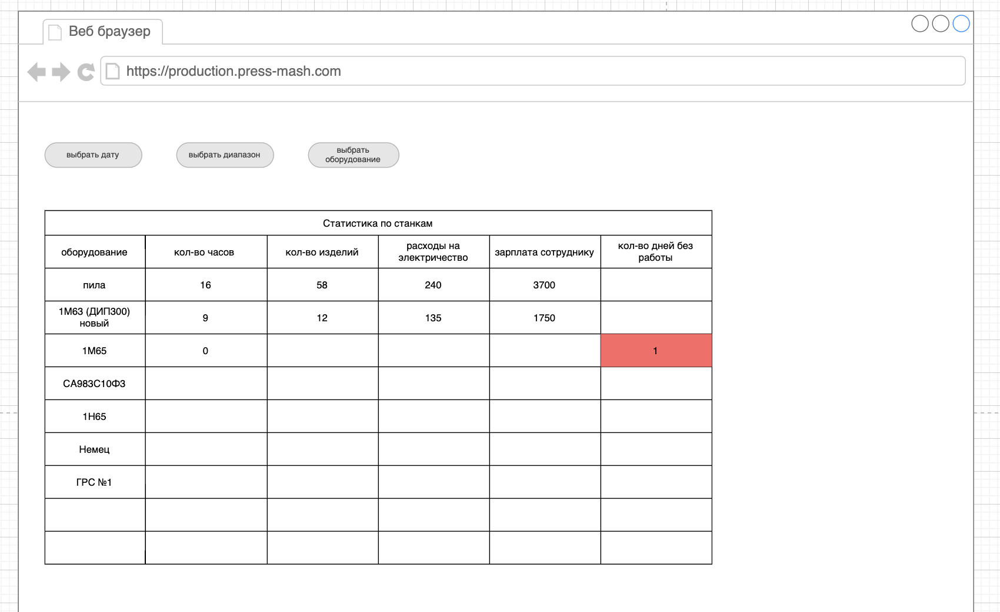 Веб браузер
https://production.press-mash.com
выбрать дату
выбрать диапазон
выбрать
оборудование
Статистика по станкам
оборудование
кол-во часов
кол-во изделий
расходы на
электричество
зарплата сотруднику
кол-во дней без
работы
пила
16
58
240
3700
1М63 (ДИП300)
новый
9
12
135
1750
1М65
0
1
СА983С10Ф3
1Н65
Немец
ГРС №1